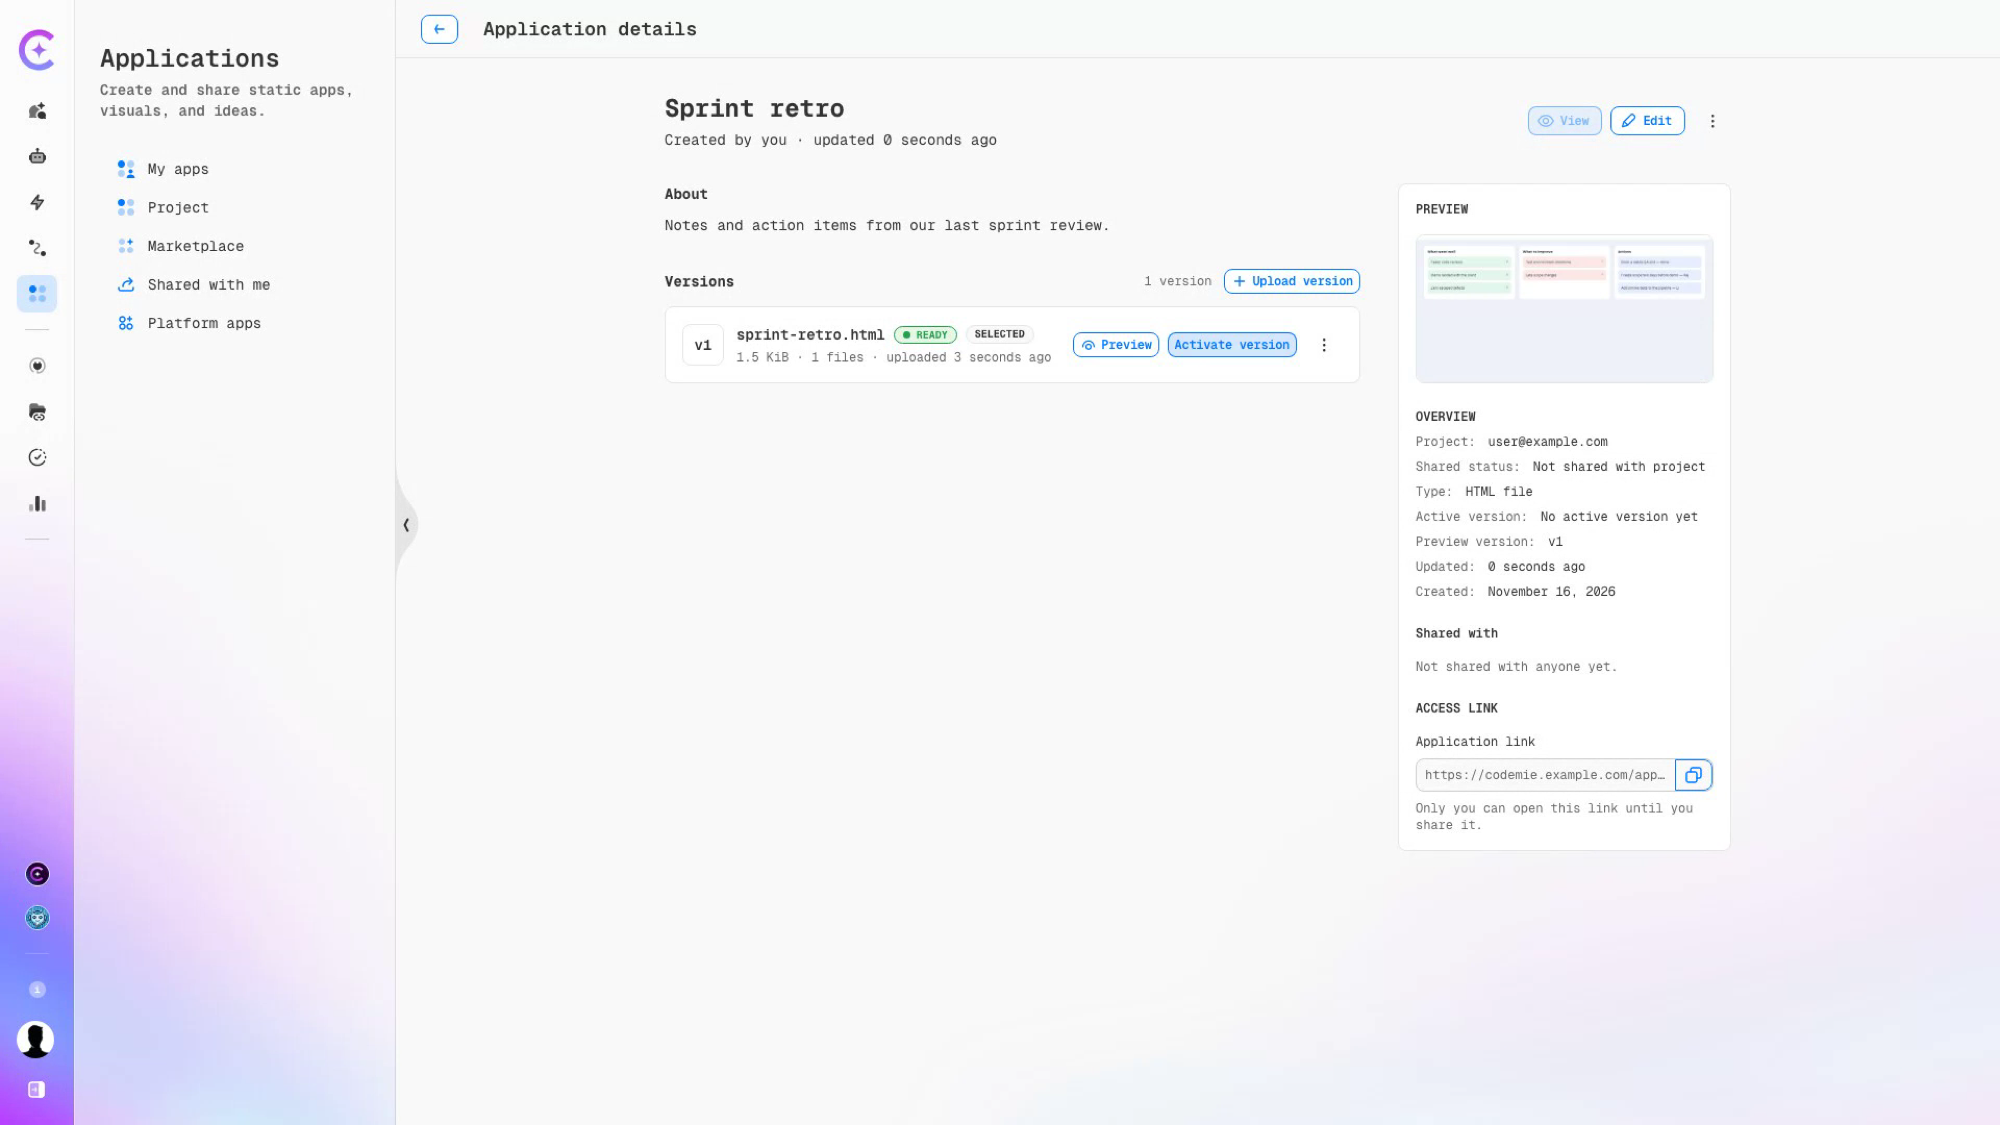 Applications
Create and share static apps,
visuals, and ideas.
My apps
Project
Marketplace
Shared with me
Platform apps
Application details
Sprint retro
Created by you · updated 0 seconds ago
View
Edit
About
Notes and action items from our last sprint review.
Versions
1 version
+ Upload version
v1
sprint-retro.html
READY
SELECTED
1.5 KiB · 1 files · uploaded 3 seconds ago
Preview
Activate version
PREVIEW
OVERVIEW
Project: user@example.com
Shared status: Not shared with project
Type: HTML file
Active version: No active version yet
Preview version: v1
Updated: 0 seconds ago
Created: November 16, 2026
Shared with
Not shared with anyone yet.
ACCESS LINK
Application link
https://codemie.example.com/app…
Only you can open this link until you
share it.